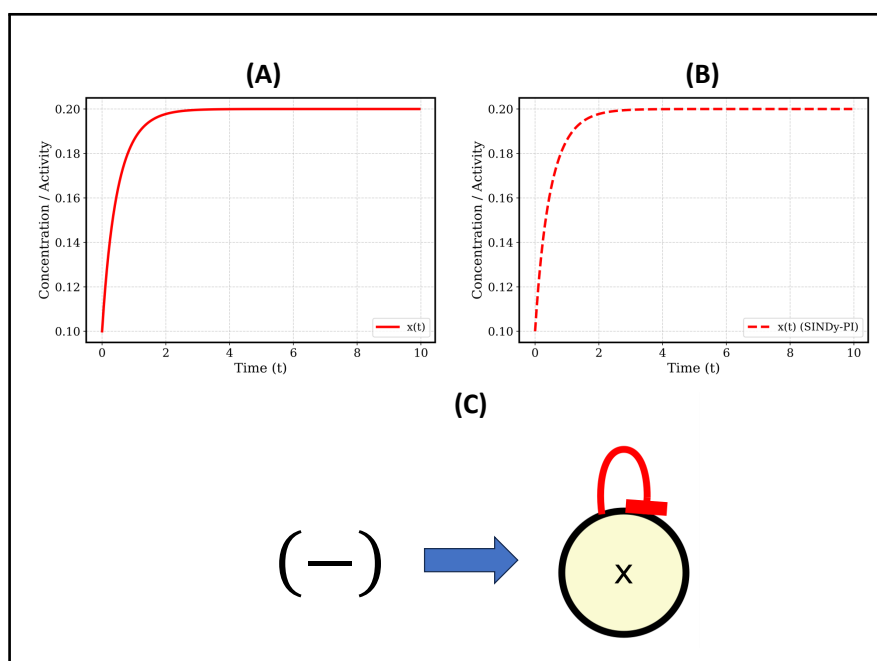 (A)
0.20
0.18
0.16
0.14
0.12
0.10
Concentration / Activity
0
2
4
6
8
10
Time (t)
x(t)
(B)
0.20
0.18
0.16
0.14
0.12
0.10
Concentration / Activity
0
2
4
6
8
10
Time (t)
x(t) (SINDy-PI)
(C)
(—)
x